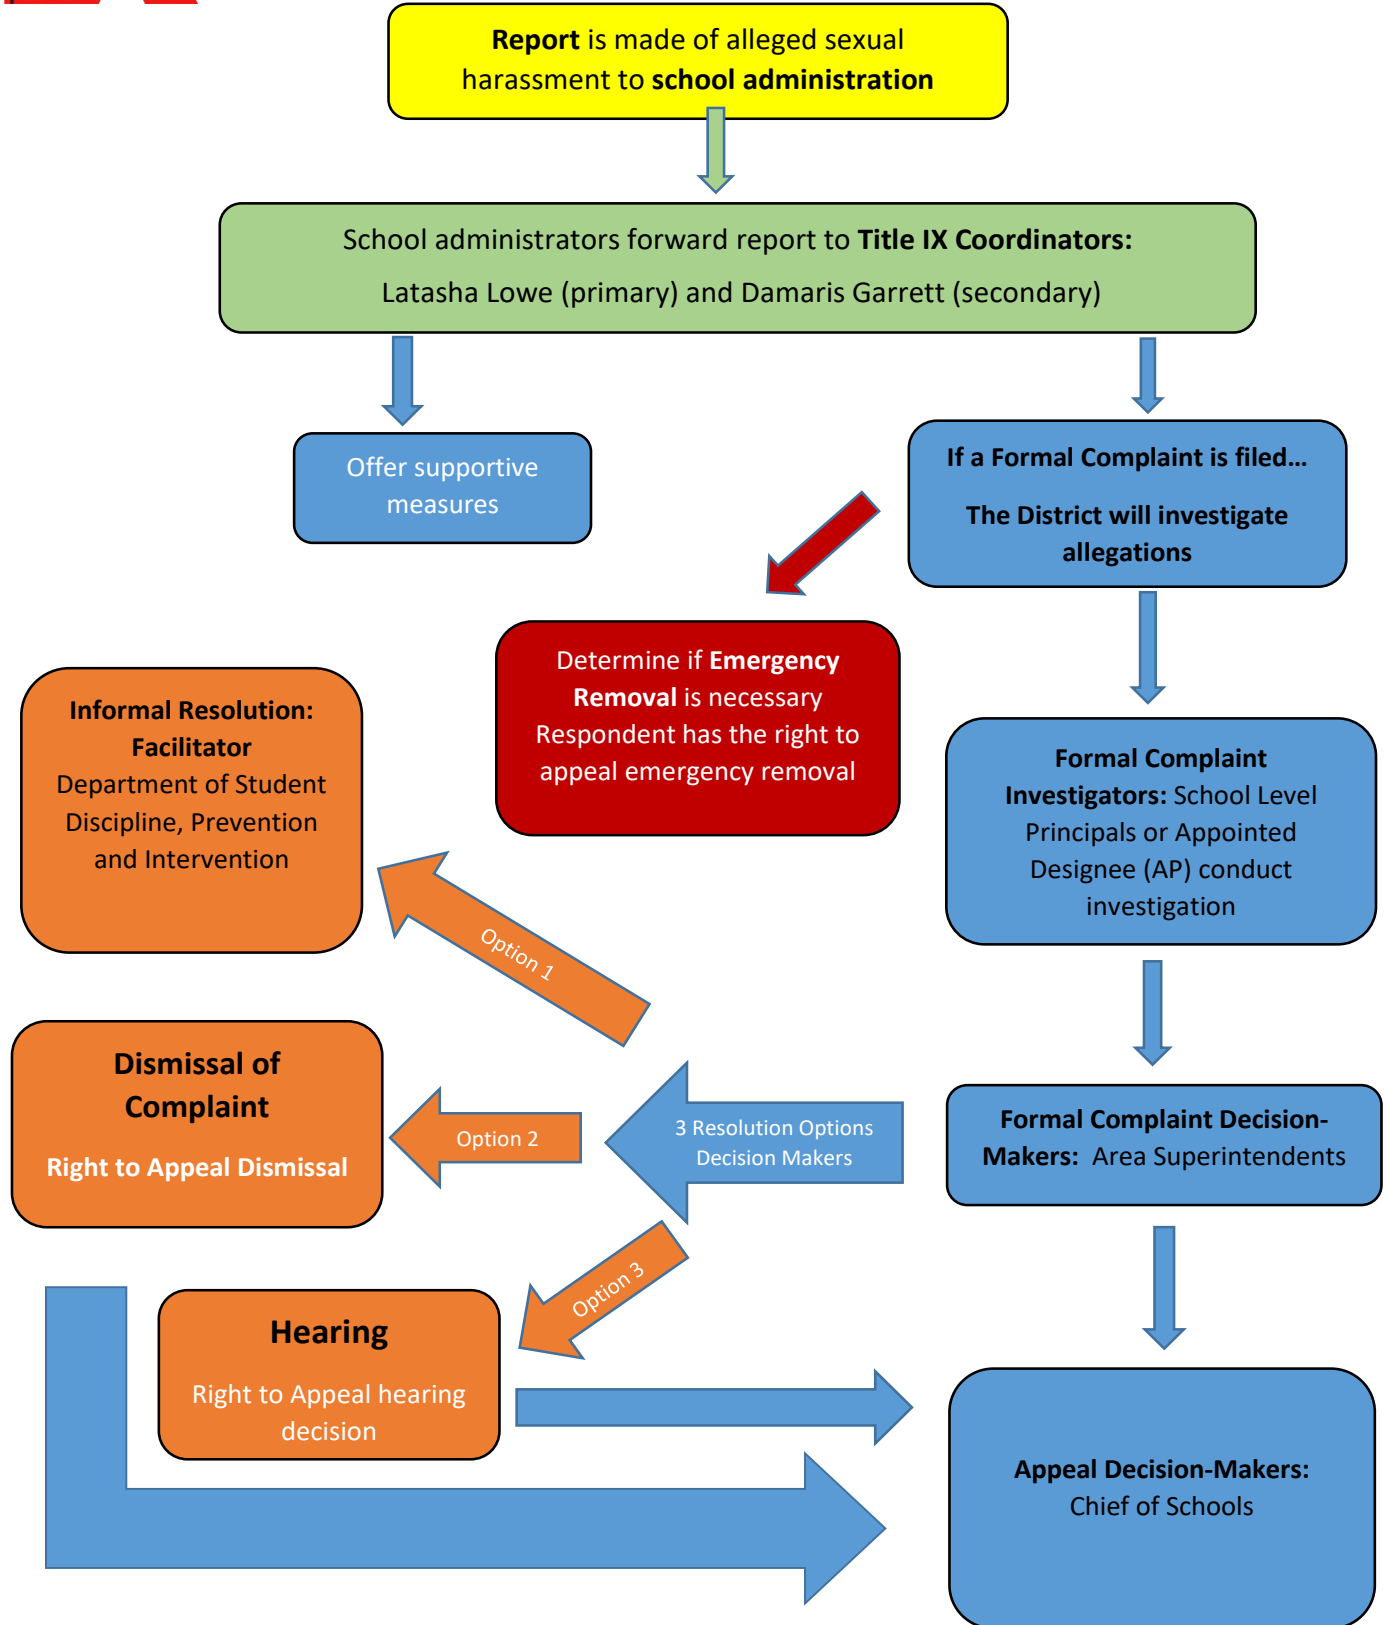 Report is made of alleged sexual
harassment to school administration
School administrators forward report to Title IX Coordinators:
Latasha Lowe (primary) and Damaris Garrett (secondary)
Offer supportive
measures
If a Formal Complaint is filed…
The District will investigate
allegations
Determine if Emergency
Removal is necessary
Respondent has the right to
appeal emergency removal
Informal Resolution:
Facilitator
Department of Student
Discipline, Prevention
and Intervention
Formal Complaint
Investigators: School Level
Principals or Appointed
Designee (AP) conduct
investigation
Option 1
Dismissal of
Complaint
Right to Appeal Dismissal
Option 2
3 Resolution Options
Decision Makers
Formal Complaint Decision-
Makers: Area Superintendents
Option 3
Hearing
Right to Appeal hearing
decision
Appeal Decision-Makers:
Chief of Schools